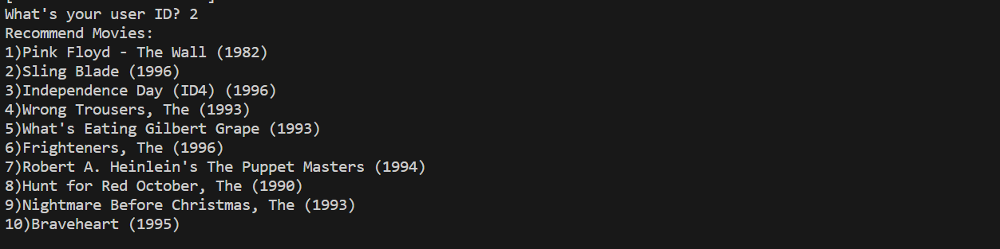 What's your user ID? 2
Recommend Movies:
1)Pink Floyd - The Wall (1982)
2)Sling Blade (1996)
3)Independence Day (ID4) (1996)
4)Wrong Trousers, The (1993)
5)What's Eating Gilbert Grape (1993)
6)Frighteners, The (1996)
7)Robert A. Heinlein's The Puppet Masters (1994)
8)Hunt for Red October, The (1990)
9)Nightmare Before Christmas, The (1993)
10)Braveheart (1995)